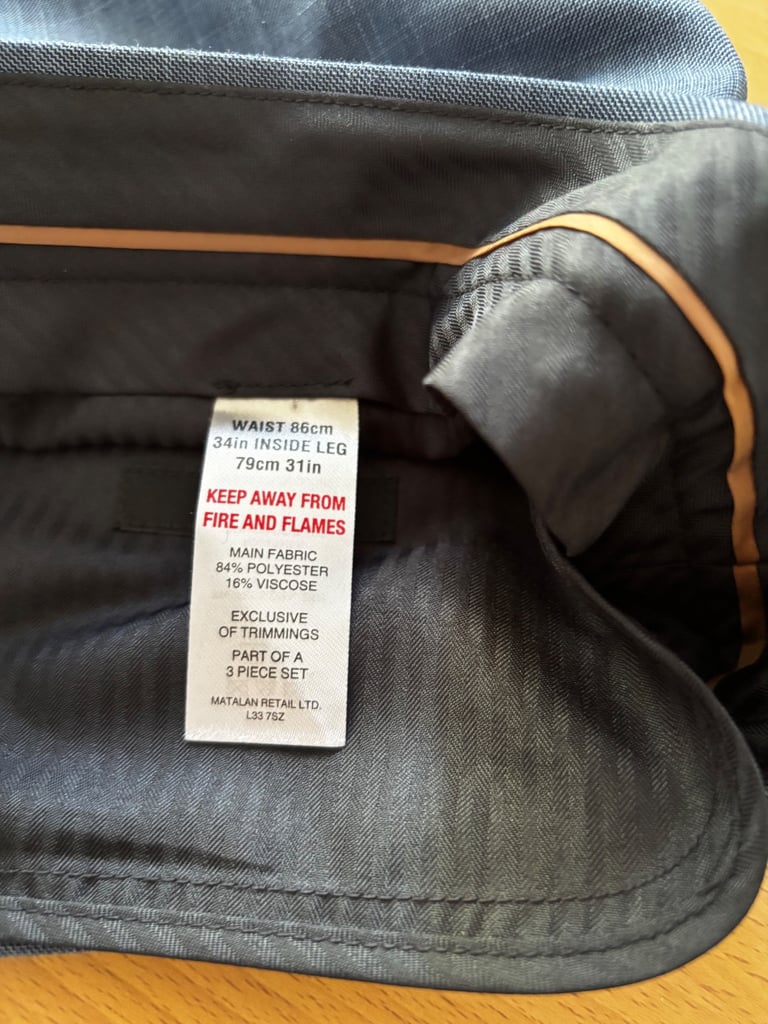 WAIST 86cm
34in INSIDE LEG
79cm 31in
KEEP AWAY FROM
FIRE AND FLAMES
MAIN FABRIC
84% POLYESTER
16% VISCOSE
EXCLUSIVE
OF TRIMMINGS
PART OF A
3 PIECE SET
MATALAN RETAIL LTD.
L33 7SZ